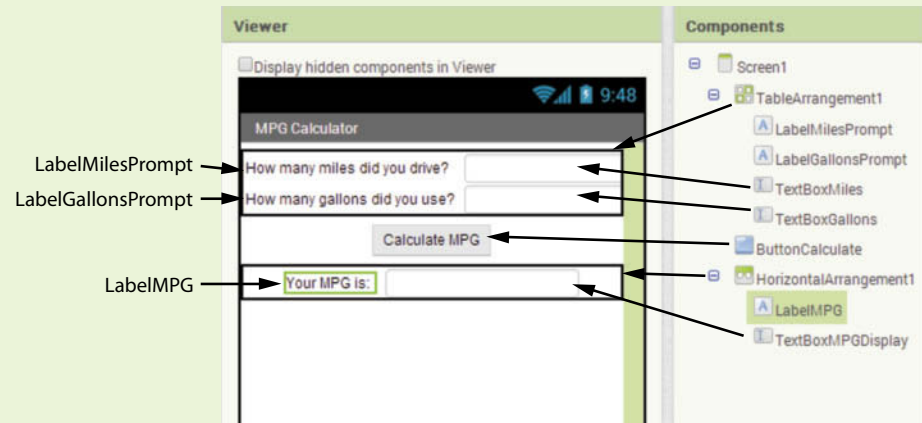 Viewer
Display hidden components in Viewer
9:48
MPG Calculator
LabelMilesPrompt
How many miles did you drive?
LabelGallonsPrompt
How many gallons did you use?
Calculate MPG
LabelMPG
Your MPG is:
Components
Screen1
TableArrangement1
A LabelMilesPrompt
A LabelGallonsPrompt
TextBoxMiles
TextBoxGallons
ButtonCalculate
HorizontalArrangement1
A LabelMPG
TextBoxMPGDisplay